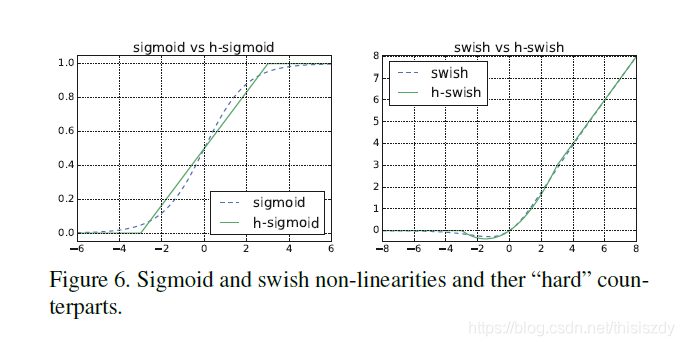 sigmoid vs h-sigmoid
1.0
0.8
0.6
0.4
0.2
0.0
−6 −4 −2 0 2 4 6
sigmoid
h-sigmoid
swish vs h-swish
8
7
6
5
4
3
2
1
0
−8 −6 −4 −2 0 2 4 6 8
swish
h-swish
Figure 6. Sigmoid and swish non-linearities and ther “hard” coun-
terparts.
https://blog.csdn.net/thisiszdy